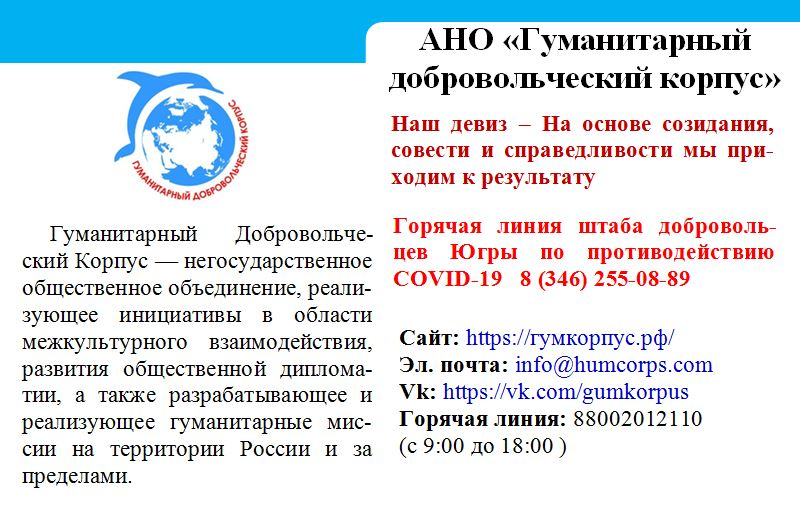 АНО «Гуманитарный
добровольческий корпус»
ГУМАНИТАРНЫЙ ДОБРОВОЛЬЧЕСКИЙ КОРПУС
Гуманитарный Добровольче-
ский Корпус — негосударственное
общественное объединение, реали-
зующее инициативы в области
межкультурного взаимодействия,
развития общественной диплома-
тии, а также разрабатывающее и
реализующее гуманитарные мис-
сии на территории России и за
пределами.
Наш девиз – На основе созидания,
совести и справедливости мы при-
ходим к результату
Горячая линия штаба доброволь-
цев Югры по противодействию
COVID-19 8 (346) 255-08-89
Сайт: https://гумкорпус.рф/
Эл. почта: info@humcorps.com
Vk: https://vk.com/gumkorpus
Горячая линия: 88002012110
(с 9:00 до 18:00 )